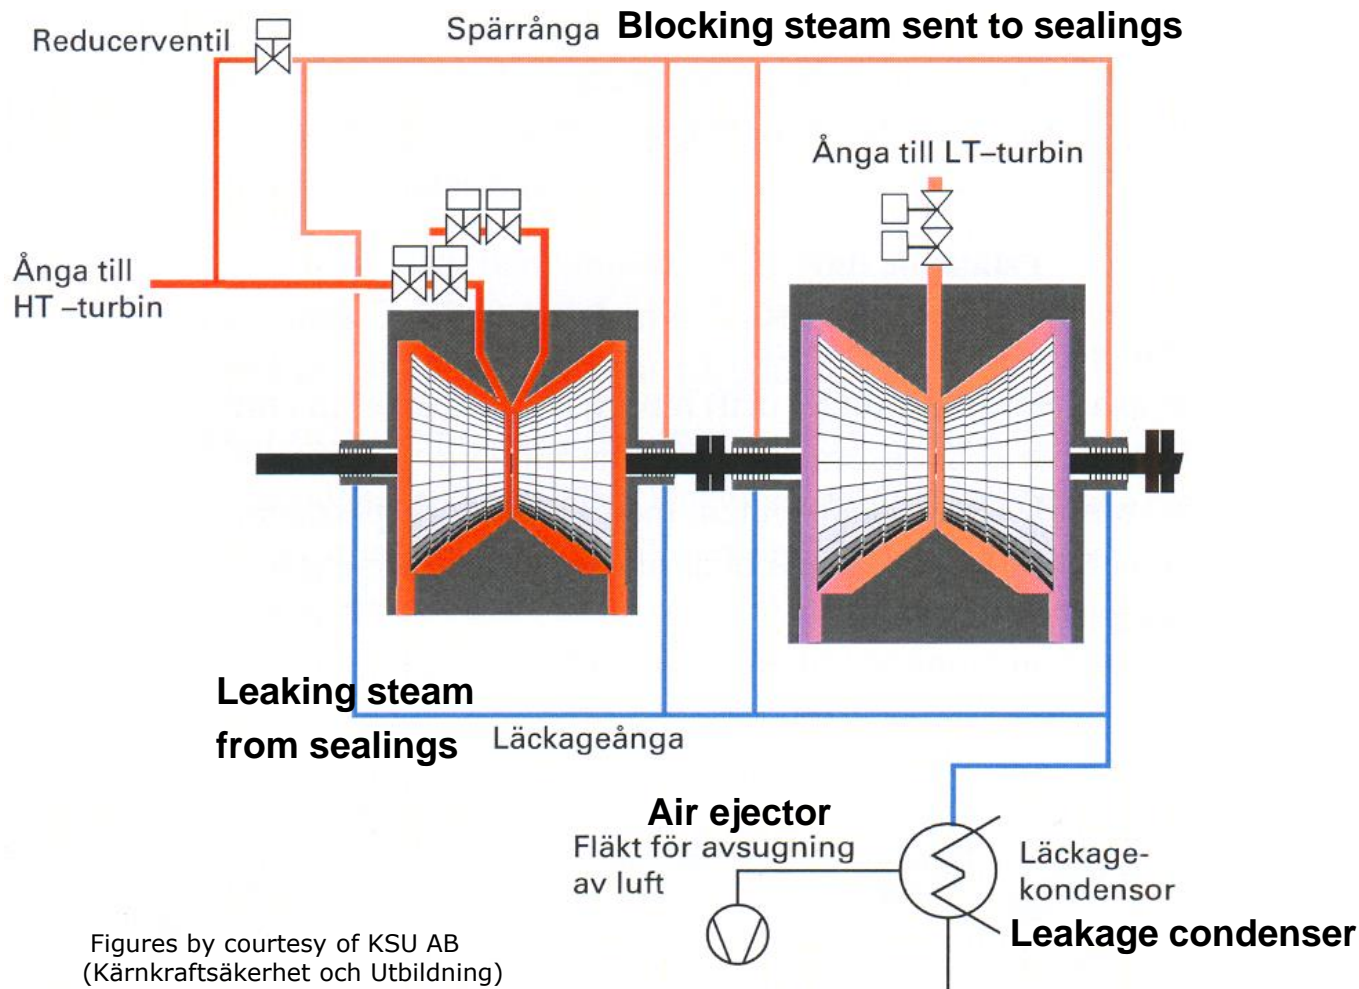 Reducerventil
Spärrånga Blocking steam sent to sealings
Ånga till LT–turbin
Ånga till
HT –turbin
Leaking steam
from sealings
Läckageånga
Air ejector
Fläkt för avsugning
av luft
Läckage-
kondensor
Leakage condenser
Figures by courtesy of KSU AB
(Kärnkraftsäkerhet och Utbildning)